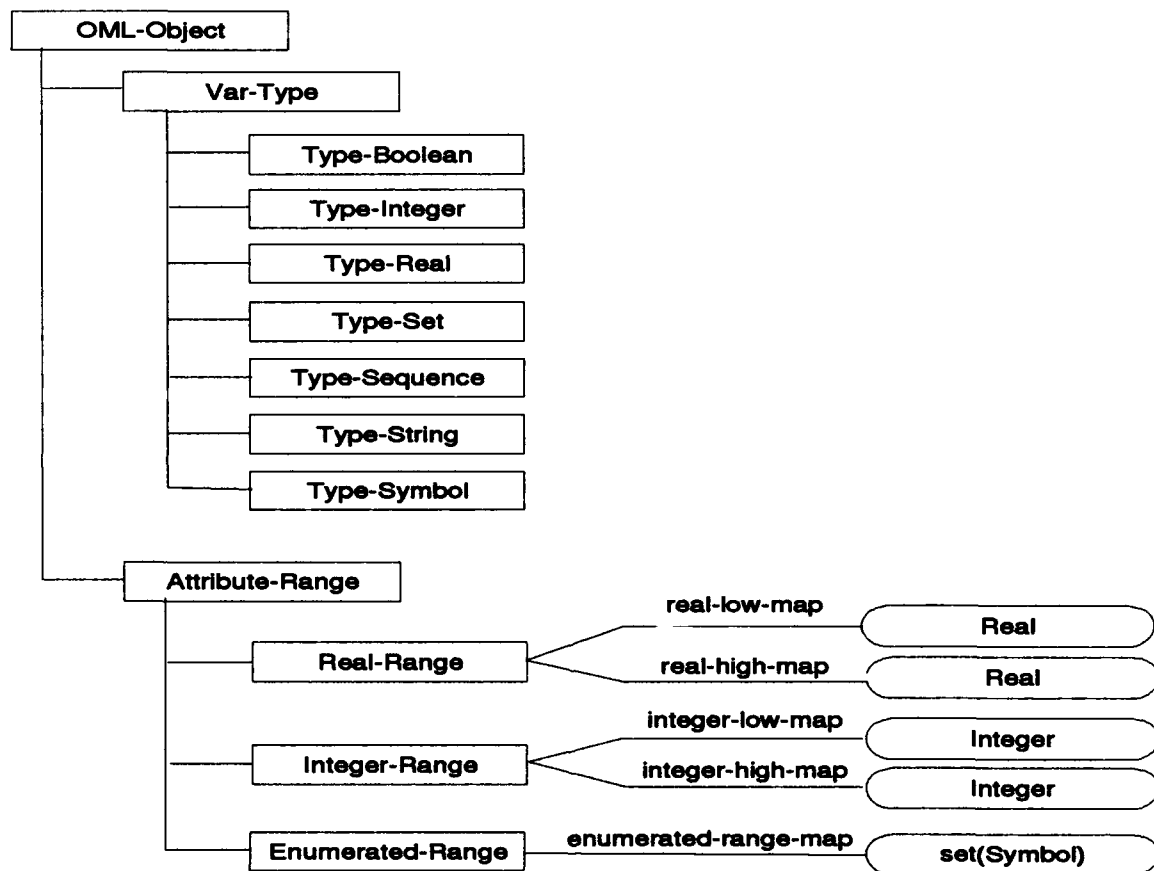 OML-Object
Var-Type
Type-Boolean
Type-Integer
Type-Real
Type-Set
Type-Sequence
Type-String
Type-Symbol
Attribute-Range
real-low-map
Real
Real-Range
real-high-map
Real
integer-low-map
Integer
Integer-Range
integer-high-map
Integer
enumerated-range-map
Enumerated-Range
set(Symbol)